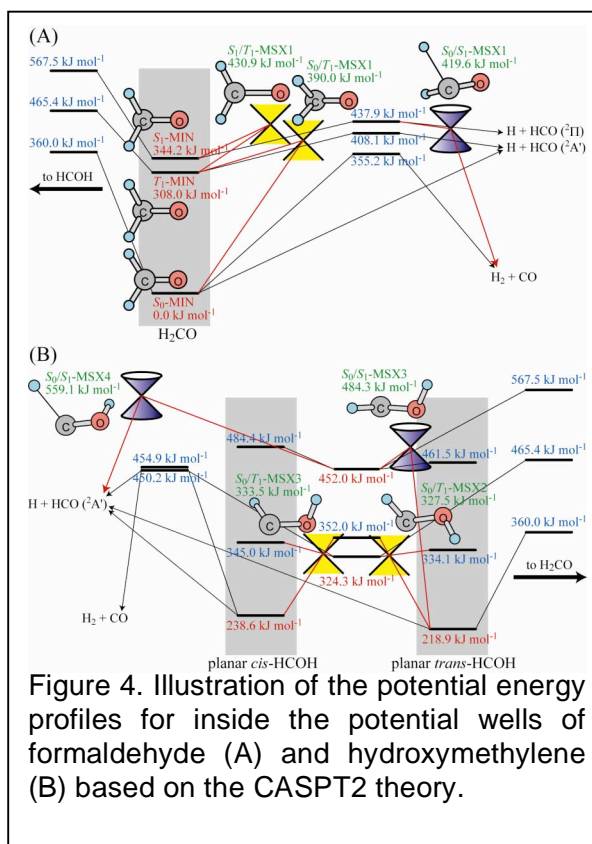 (A)
S1/T1-MSX1
430.9 kJ mol-1
S0/T1-MSX1
390.0 kJ mol-1
S0/S1-MSX1
419.6 kJ mol-1
567.5 kJ mol-1
465.4 kJ mol-1
360.0 kJ mol-1
to HCOH
C
O
C
O
C
O
S1-MIN
344.2 kJ mol-1
C
O
T1-MIN
308.0 kJ mol-1
C
O
C
O
S0-MIN
0.0 kJ mol-1
H2CO
C
O
437.9 kJ mol-1
408.1 kJ mol-1
355.2 kJ mol-1
H + HCO (2Π)
H + HCO (2A')
H2 + CO
(B)
S0/S1-MSX4
559.1 kJ mol-1
C
O
S0/S1-MSX3
484.3 kJ mol-1
C
O
567.5 kJ mol-1
484.4 kJ mol-1
461.5 kJ mol-1
465.4 kJ mol-1
454.9 kJ mol-1
450.2 kJ mol-1
452.0 kJ mol-1
S0/T1-MSX3
333.5 kJ mol-1
C
O
S0/T1-MSX2
327.5 kJ mol-1
C
O
H + HCO (2A')
352.0 kJ mol-1
345.0 kJ mol-1
334.1 kJ mol-1
324.3 kJ mol-1
360.0 kJ mol-1
to H2CO
H2 + CO
238.6 kJ mol-1
218.9 kJ mol-1
planar cis-HCOH
planar trans-HCOH
Figure 4. Illustration of the potential energy
profiles for inside the potential wells of
formaldehyde (A) and hydroxymethylene
(B) based on the CASPT2 theory.